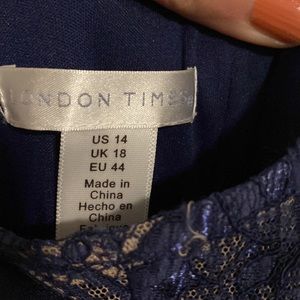 LONDON TIMES
US 14
UK 18
EU 44
Made in
China
Hecho en
China